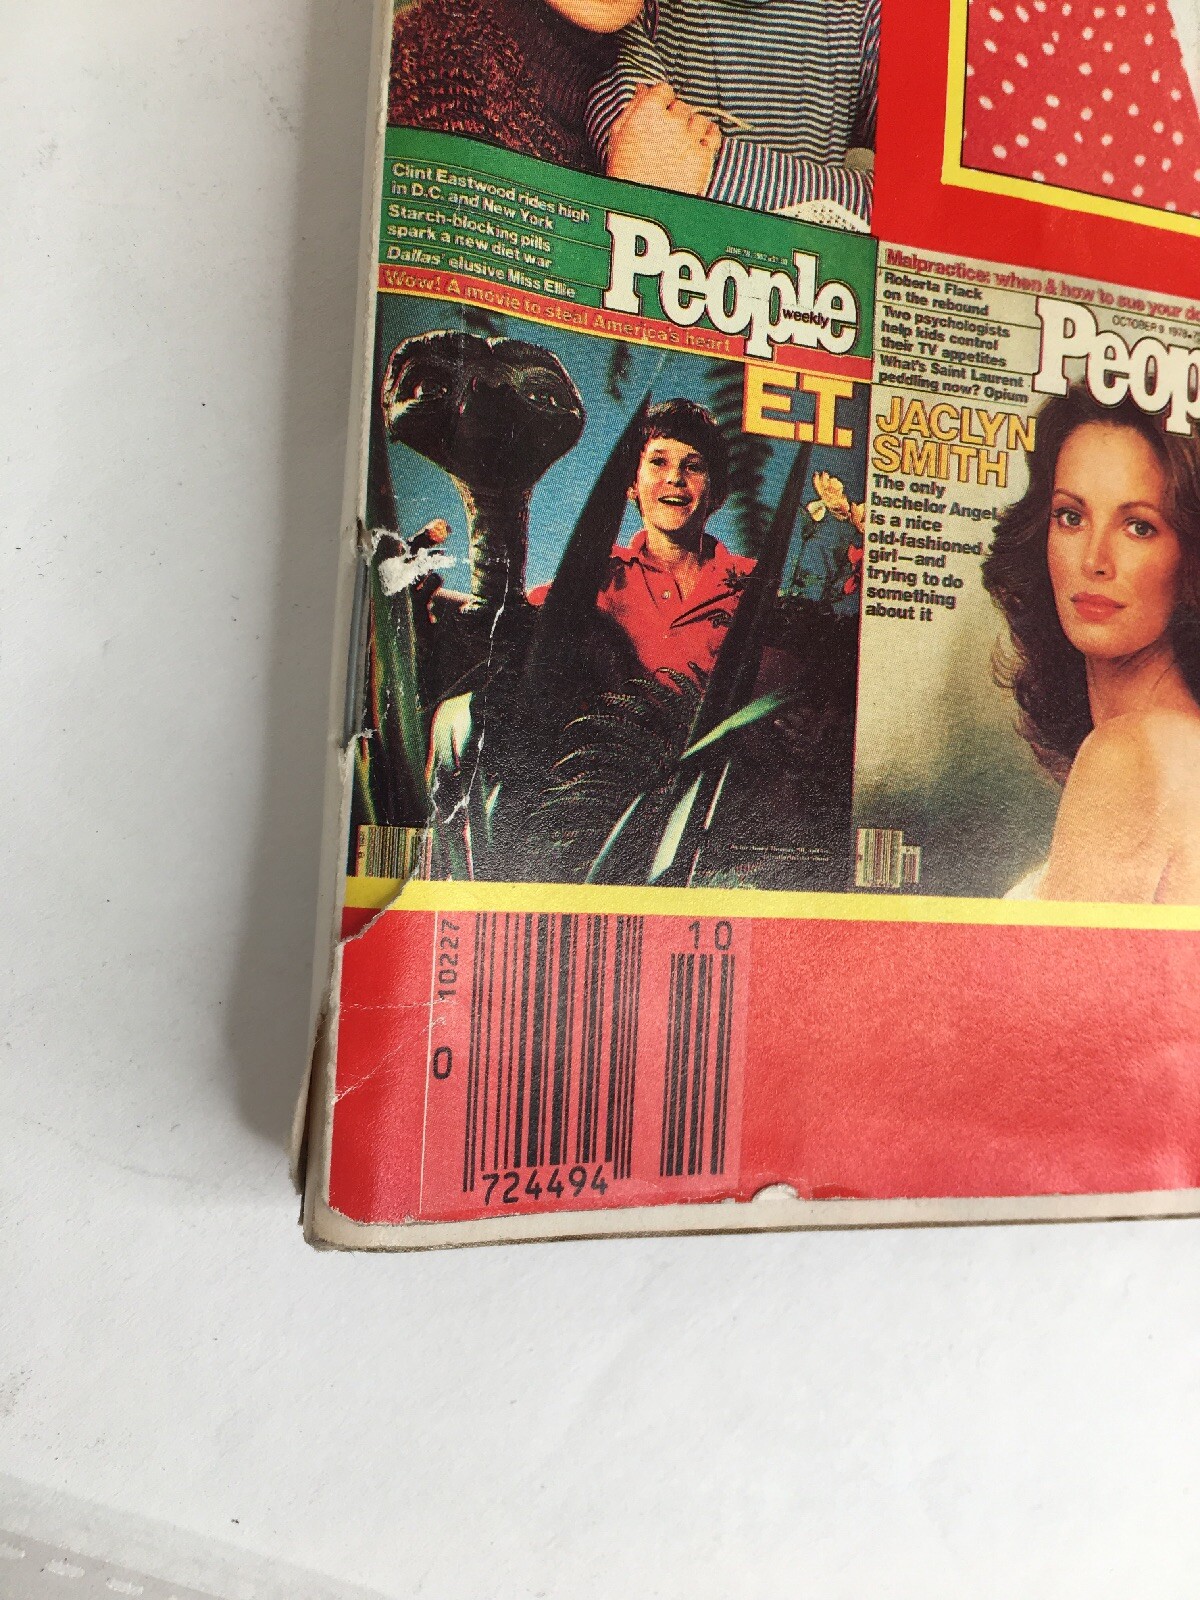 Clint Eastwood rides high
in D.C. and New York
Starch-blocking pills
spark a new diet war
Dallas' elusive Miss Ellie
Wow! A movie to steal America's heart
People
weekly
E.T.
Malpractice: when & how to sue your
Roberta Flack
on the rebound
Two psychologists
help kids control
their TV appetites
What's Saint Laurent
peddling now? Opium
OCTOBER 9 1978
Peop
JACLYN
SMITH
The only
bachelor Angel
is a nice
old-fashioned
girl—and
trying to do
something
about it
0 10227
10
724494